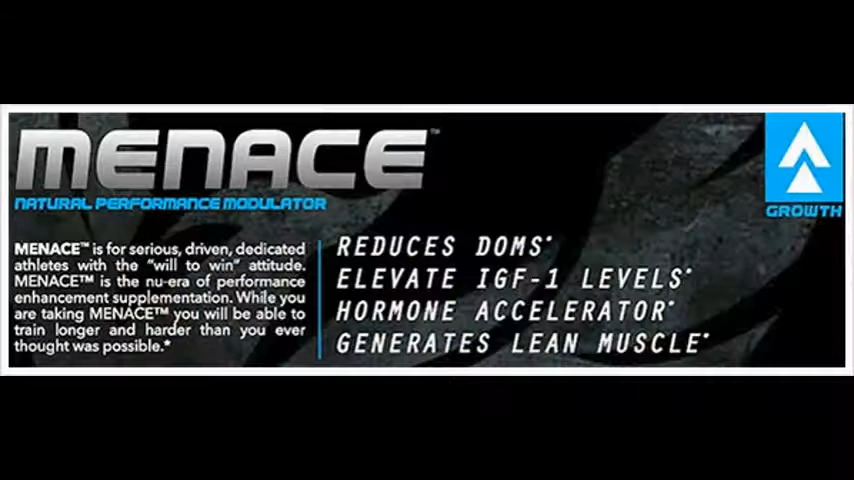 MENACE™
NATURAL PERFORMANCE MODULATOR
GROWTH
MENACE™ is for serious, driven, dedicated
athletes with the "will to win" attitude.
MENACE™ is the nu-era of performance
enhancement supplementation. While you
are taking MENACE™ you will be able to
train longer and harder than you ever
thought was possible.*
REDUCES DOMS*
ELEVATE IGF-1 LEVELS*
HORMONE ACCELERATOR*
GENERATES LEAN MUSCLE*